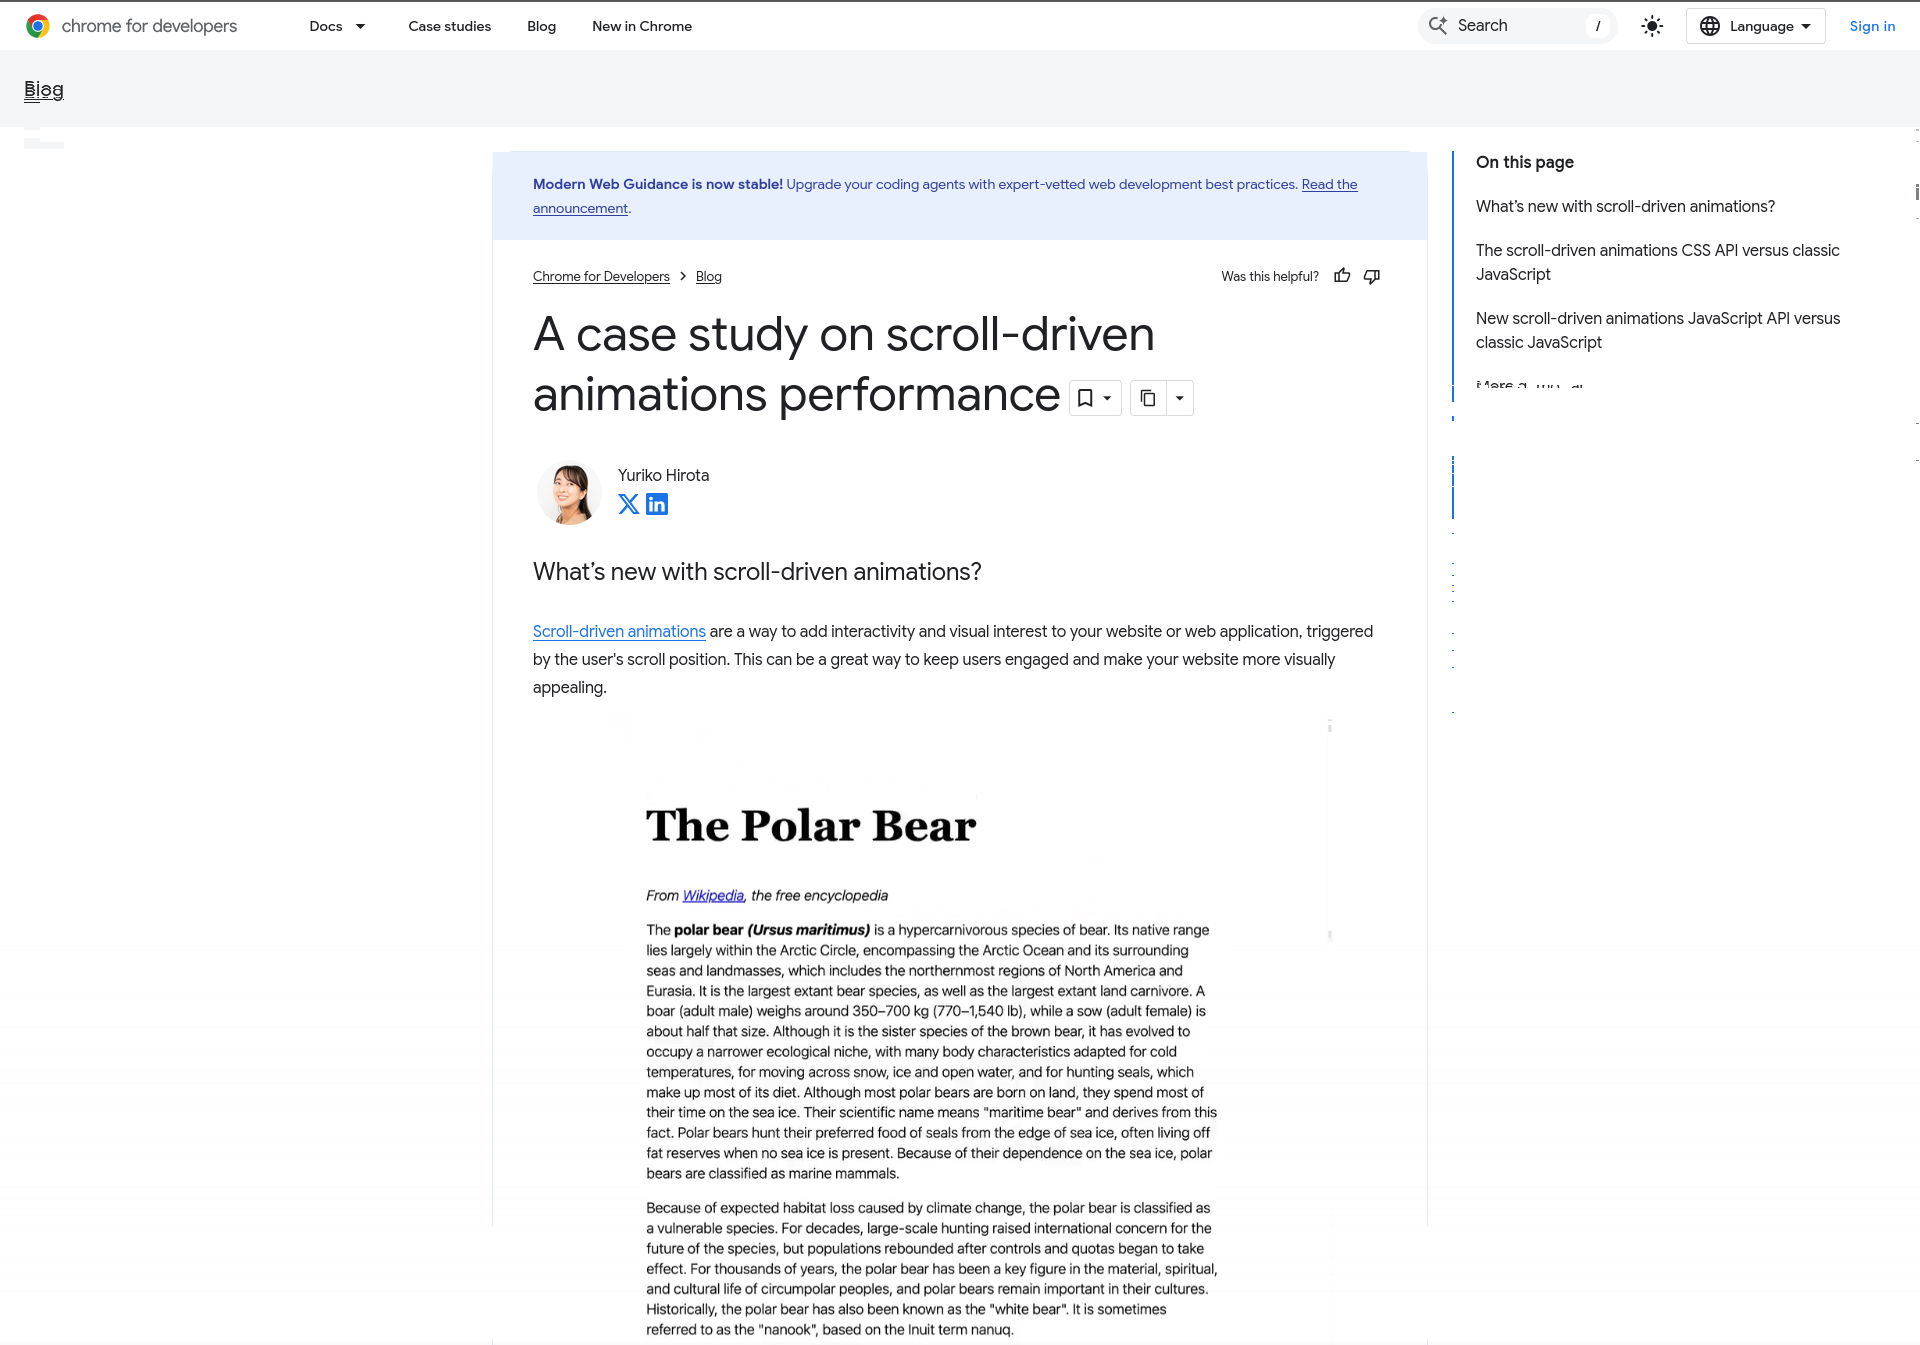 chrome for developers
Docs
Case studies
Blog
New in Chrome
Search
/
Language
Sign in
Blog
Modern Web Guidance is now stable! Upgrade your coding agents with expert-vetted web development best practices. Read the
announcement.
Chrome for Developers > Blog
Was this helpful?
A case study on scroll-driven
animations performance
Yuriko Hirota
What’s new with scroll-driven animations?
Scroll-driven animations are a way to add interactivity and visual interest to your website or web application, triggered
by the user's scroll position. This can be a great way to keep users engaged and make your website more visually
appealing.
The Polar Bear
From Wikipedia, the free encyclopedia
The polar bear (Ursus maritimus) is a hypercarnivorous species of bear. Its native range
lies largely within the Arctic Circle, encompassing the Arctic Ocean and its surrounding
seas and landmasses, which includes the northernmost regions of North America and
Eurasia. It is the largest extant bear species, as well as the largest extant land carnivore. A
boar (adult male) weighs around 350–700 kg (770–1,540 lb), while a sow (adult female) is
about half that size. Although it is the sister species of the brown bear, it has evolved to
occupy a narrower ecological niche, with many body characteristics adapted for cold
temperatures, for moving across snow, ice and open water, and for hunting seals, which
make up most of its diet. Although most polar bears are born on land, they spend most of
their time on the sea ice. Their scientific name means "maritime bear" and derives from this
fact. Polar bears hunt their preferred food of seals from the edge of sea ice, often living off
fat reserves when no sea ice is present. Because of their dependence on the sea ice, polar
bears are classified as marine mammals.
Because of expected habitat loss caused by climate change, the polar bear is classified as
a vulnerable species. For decades, large-scale hunting raised international concern for the
future of the species, but populations rebounded after controls and quotas began to take
effect. For thousands of years, the polar bear has been a key figure in the material, spiritual,
and cultural life of circumpolar peoples, and polar bears remain important in their cultures.
Historically, the polar bear has also been known as the "white bear". It is sometimes
referred to as the "nanook", based on the Inuit term nanuq.
On this page
What’s new with scroll-driven animations?
The scroll-driven animations CSS API versus classic
JavaScript
New scroll-driven animations JavaScript API versus
classic JavaScript